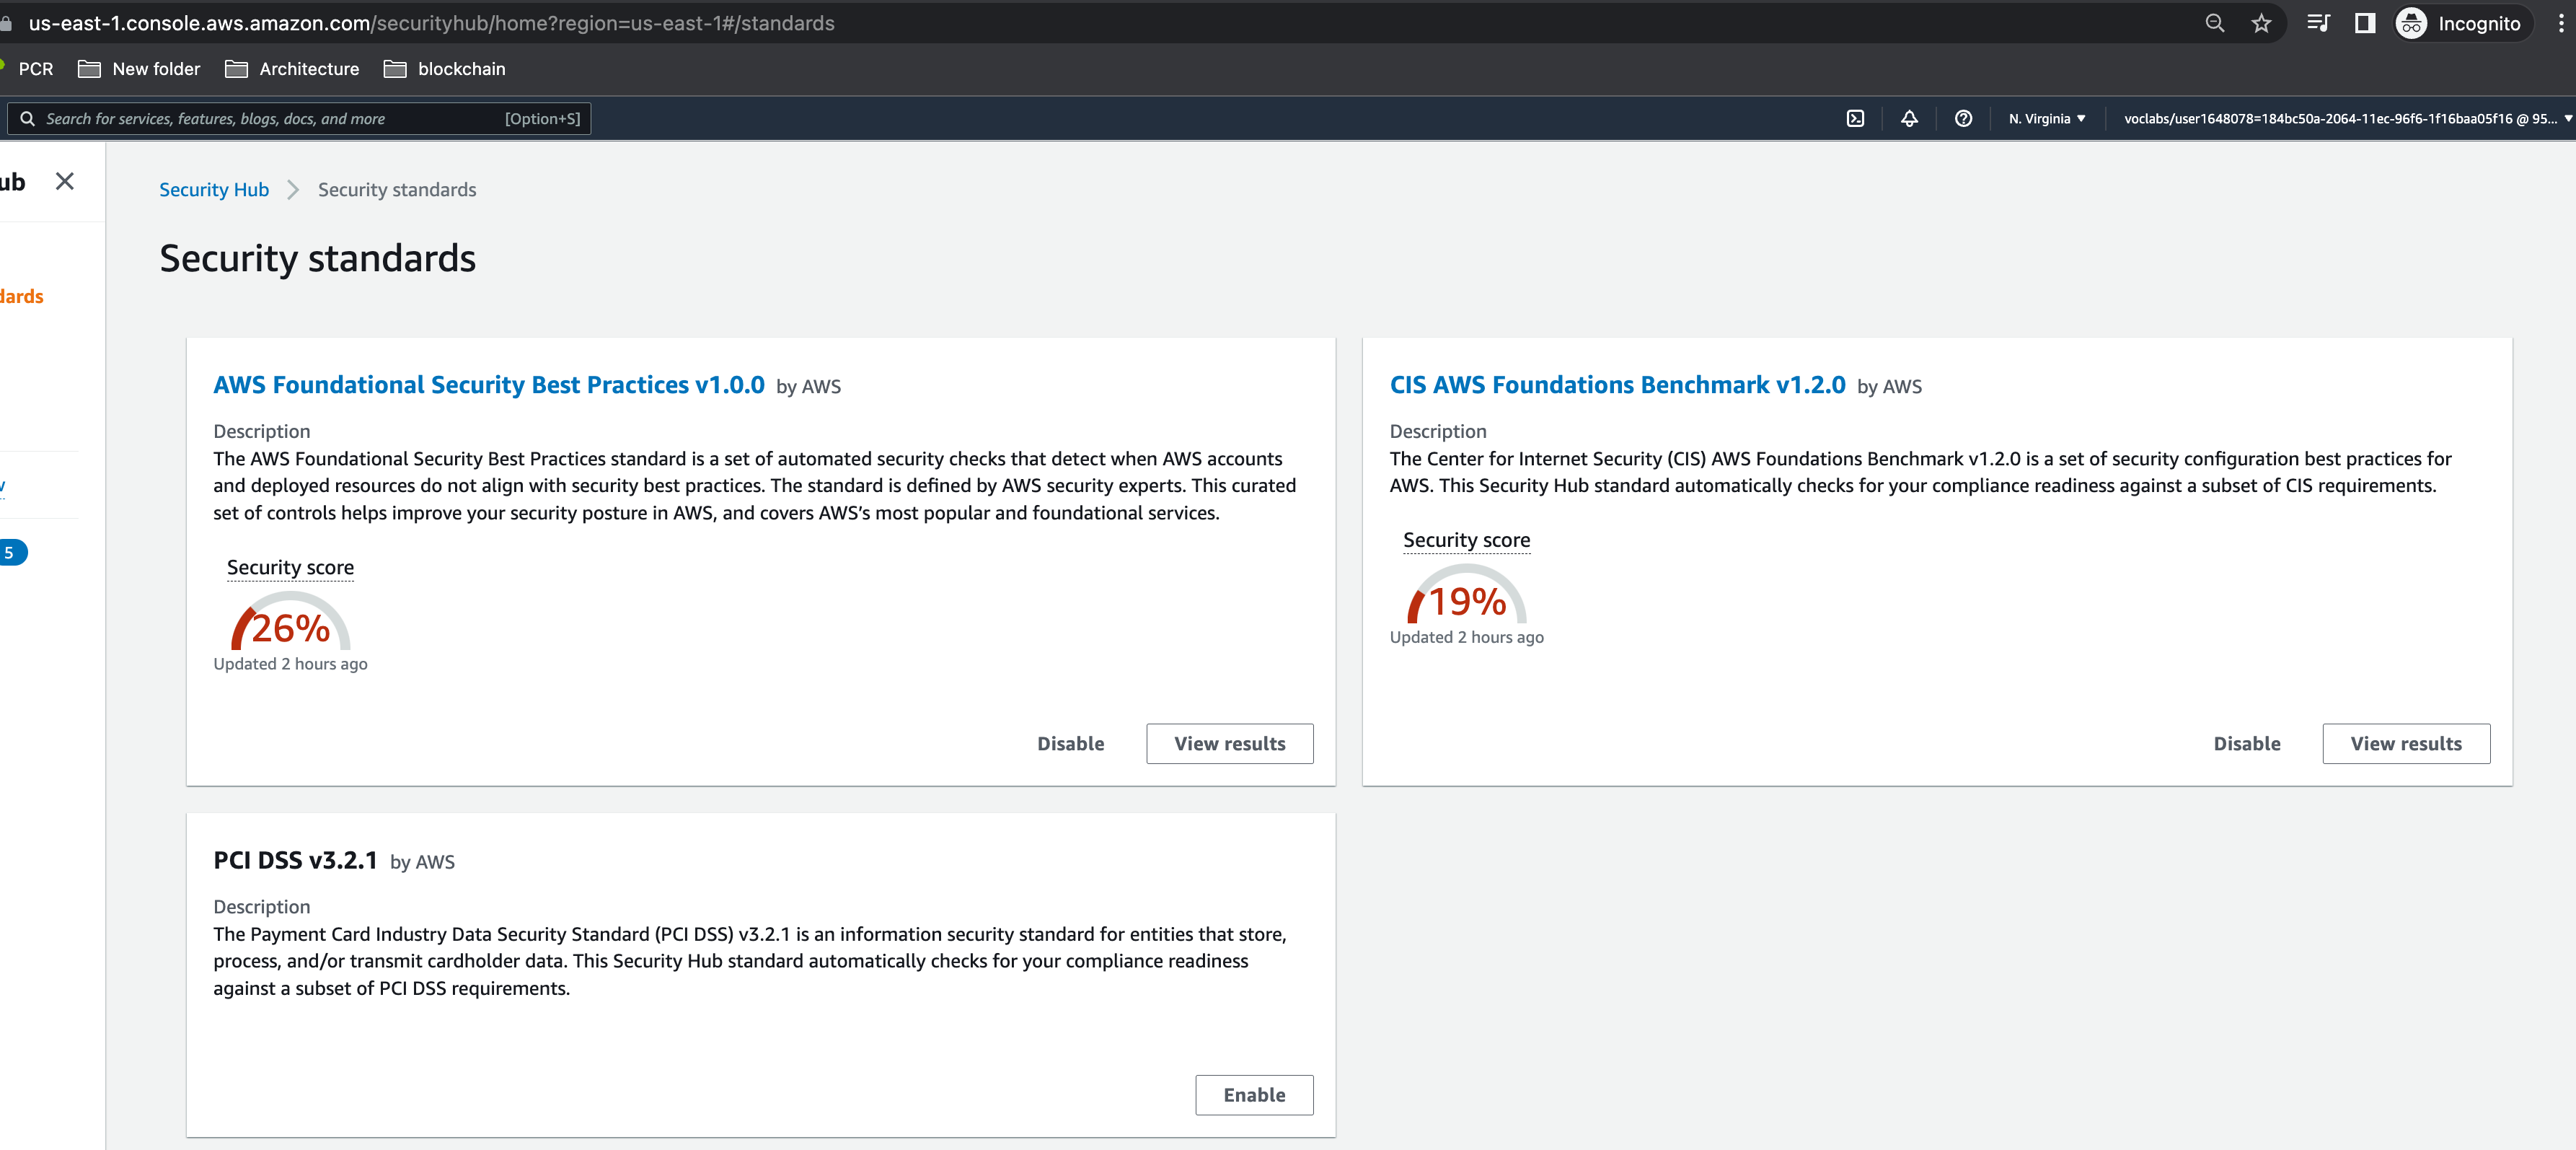 us-east-1.console.aws.amazon.com/securityhub/home?region=us-east-1#/standards
Incognito
PCR New folder Architecture blockchain
Search for services, features, blogs, docs, and more [Option+S]
N. Virginia ▼ voclabs/user1648078=184bc50a-2064-11ec-96f6-1f16baa05f16 @ 95... ▼
ub
Security Hub > Security standards
Security standards
dards
AWS Foundational Security Best Practices v1.0.0 by AWS
Description
The AWS Foundational Security Best Practices standard is a set of automated security checks that detect when AWS accounts
and deployed resources do not align with security best practices. The standard is defined by AWS security experts. This curated
set of controls helps improve your security posture in AWS, and covers AWS’s most popular and foundational services.
Security score
26%
Updated 2 hours ago
Disable View results
CIS AWS Foundations Benchmark v1.2.0 by AWS
Description
The Center for Internet Security (CIS) AWS Foundations Benchmark v1.2.0 is a set of security configuration best practices for
AWS. This Security Hub standard automatically checks for your compliance readiness against a subset of CIS requirements.
Security score
19%
Updated 2 hours ago
Disable View results
5
PCI DSS v3.2.1 by AWS
Description
The Payment Card Industry Data Security Standard (PCI DSS) v3.2.1 is an information security standard for entities that store,
process, and/or transmit cardholder data. This Security Hub standard automatically checks for your compliance readiness
against a subset of PCI DSS requirements.
Enable